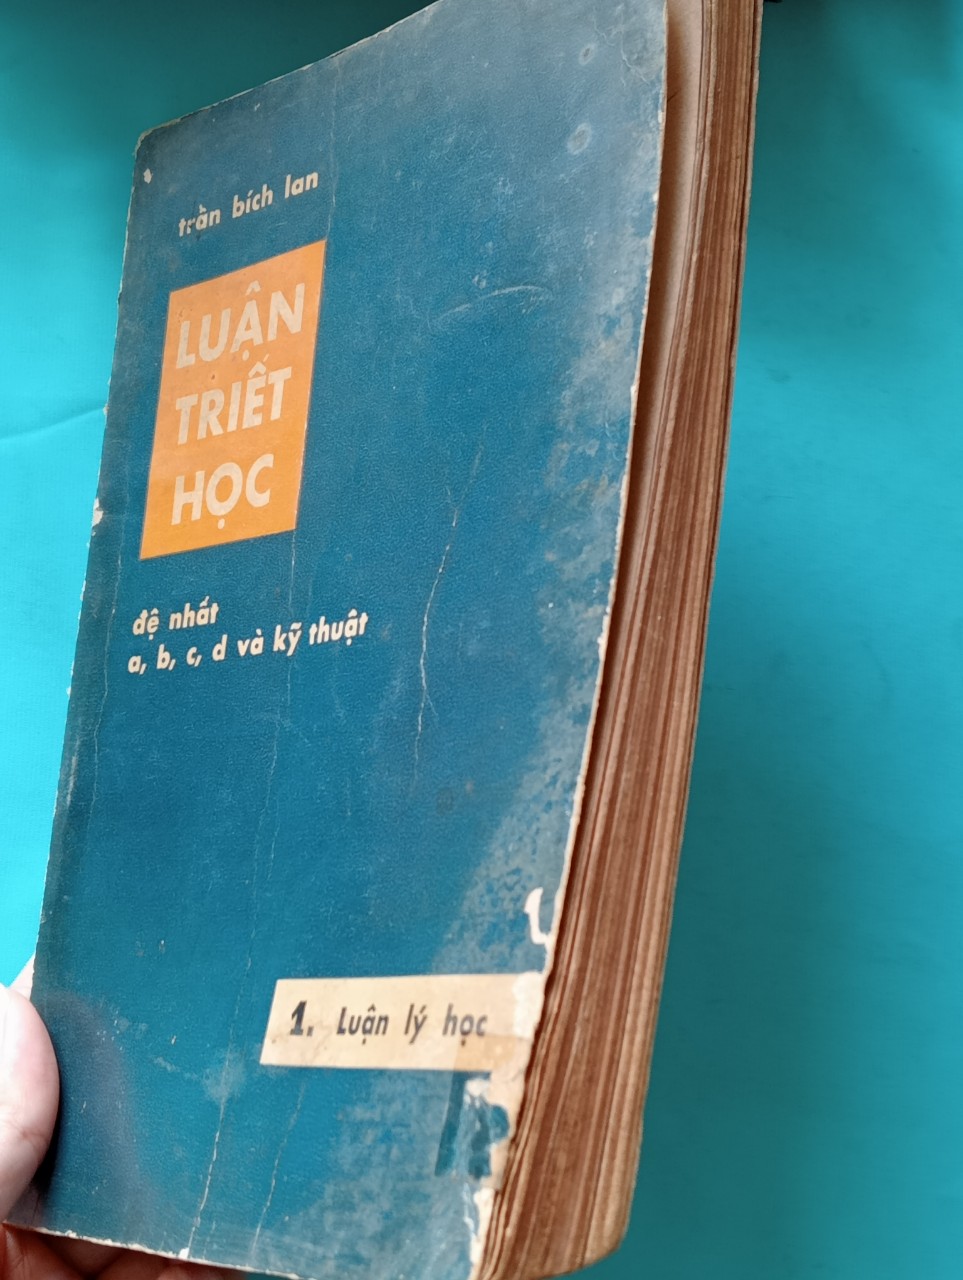 trần bích lan
LUẬN
TRIẾT
HỌC
đệ nhất
a, b, c, d và kỹ thuật
1. Luận lý học